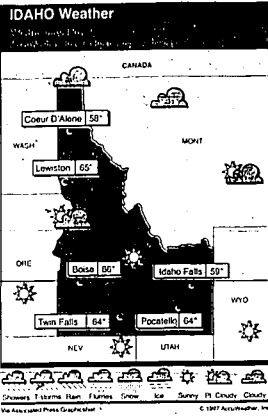 IDAHO Weather
CANADA
Coeur D'Alene 58°
WASH
MONT
Lewiston 65°
ORE
Boise 66°
Idaho Falls 59°
WYO
Twin Falls 64°
Pocatello 64°
NEV
UTAH
Showers T-storms Rain Flurries Snow Ice Sunny Pt. Cloudy Cloudy
Via Associated Press GraphicsNet
© 1997 AccuWeather, Inc.